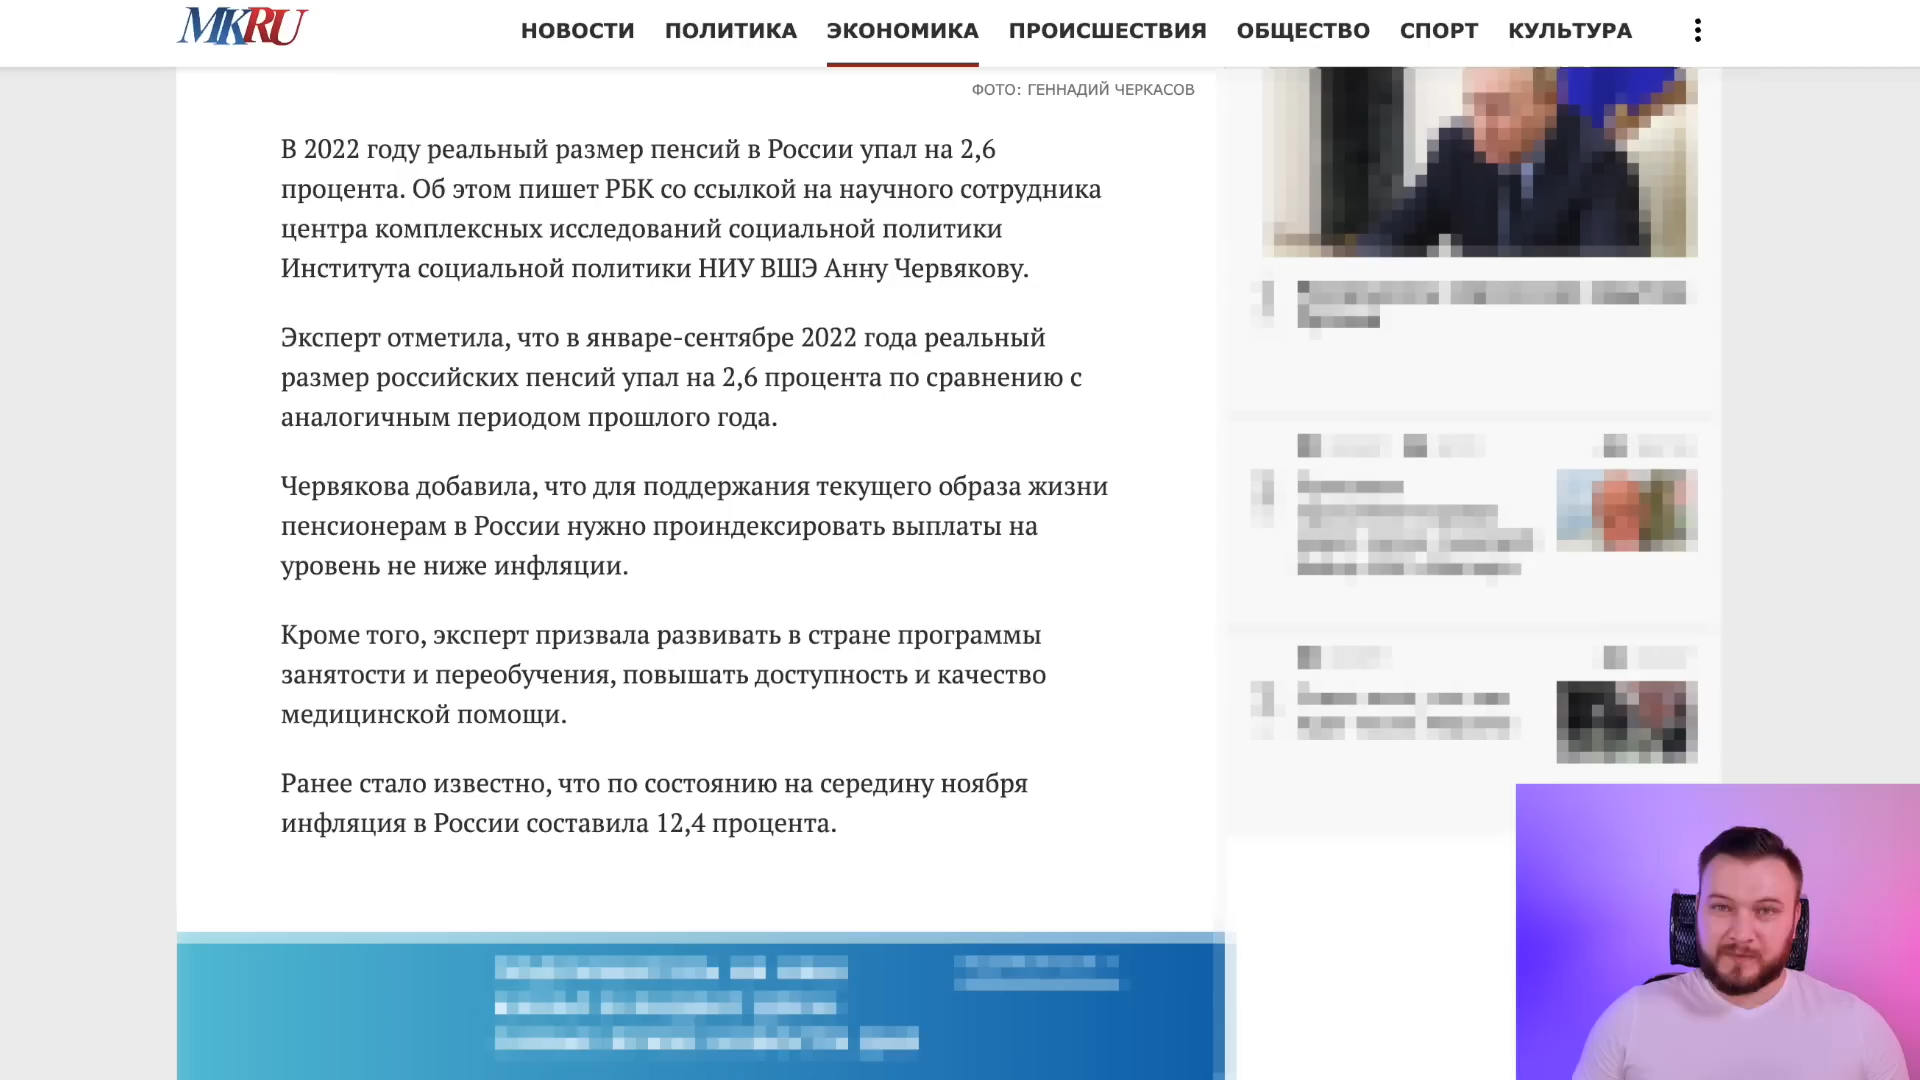 MKRU
НОВОСТИ ПОЛИТИКА ЭКОНОМИКА ПРОИСШЕСТВИЯ ОБЩЕСТВО СПОРТ КУЛЬТУРА
ФОТО: ГЕННАДИЙ ЧЕРКАСОВ
В 2022 году реальный размер пенсий в России упал на 2,6
процента. Об этом пишет РБК со ссылкой на научного сотрудника
центра комплексных исследований социальной политики
Института социальной политики НИУ ВШЭ Анну Червякову.
Эксперт отметила, что в январе-сентябре 2022 года реальный
размер российских пенсий упал на 2,6 процента по сравнению с
аналогичным периодом прошлого года.
Червякова добавила, что для поддержания текущего образа жизни
пенсионерам в России нужно проиндексировать выплаты на
уровень не ниже инфляции.
Кроме того, эксперт призвала развивать в стране программы
занятости и переобучения, повышать доступность и качество
медицинской помощи.
Ранее стало известно, что по состоянию на середину ноября
инфляция в России составила 12,4 процента.